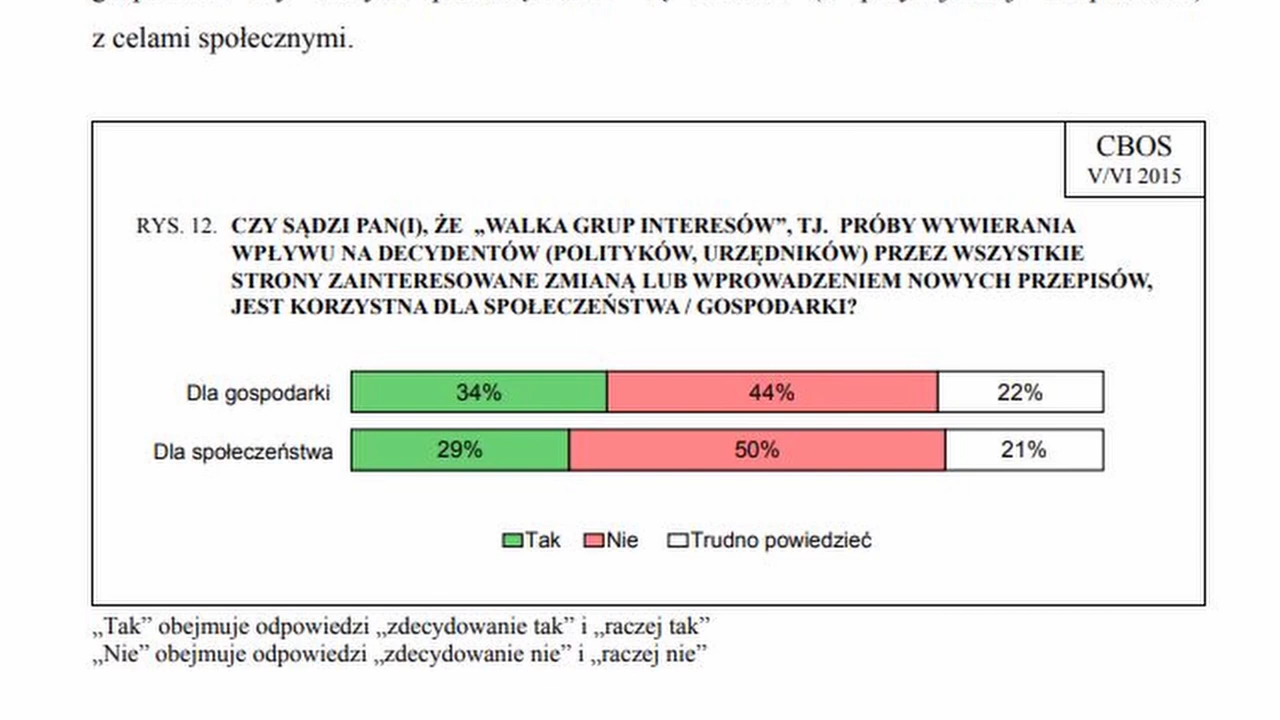 z celami społecznymi.
CBOS
V/VI 2015
RYS. 12. CZY SĄDZI PAN(I), ŻE „WALKA GRUP INTERESÓW”, TJ. PRÓBY WYWIERANIA
WPŁYWU NA DECYDENTÓW (POLITYKÓW, URZĘDNIKÓW) PRZEZ WSZYSTKIE
STRONY ZAINTERESOWANE ZMIANĄ LUB WPROWADZENIEM NOWYCH PRZEPISÓW,
JEST KORZYSTNA DLA SPOŁECZEŃSTWA / GOSPODARKI?
Dla gospodarki 34% 44% 22%
Dla społeczeństwa 29% 50% 21%
Tak Nie Trudno powiedzieć
„Tak” obejmuje odpowiedzi „zdecydowanie tak” i „raczej tak”
„Nie” obejmuje odpowiedzi „zdecydowanie nie” i „raczej nie”